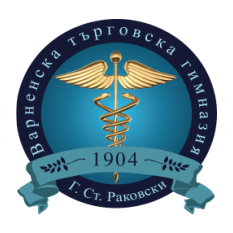 Варненска търговска гимназия
1904
Г. Ст. Раковски